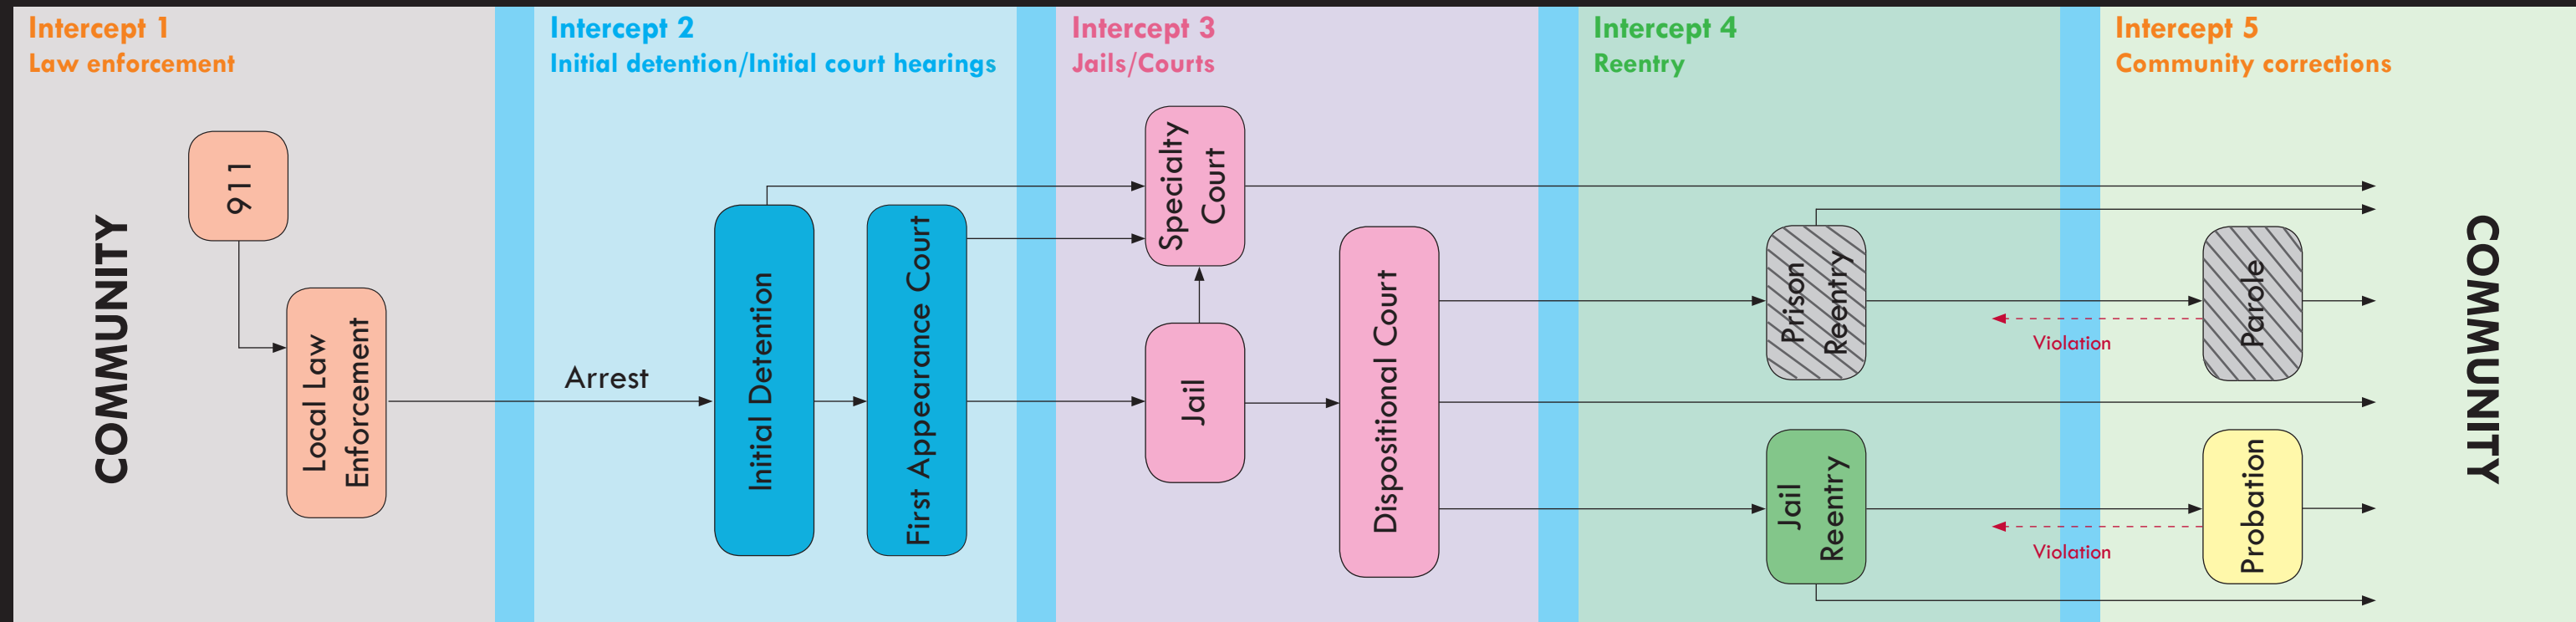 Intercept 1
Law enforcement
COMMUNITY
911
Local Law
Enforcement
Intercept 2
Initial detention/Initial court hearings
Arrest
Initial Detention
First Appearance Court
Intercept 3
Jails/Courts
Specialty
Court
Jail
Dispositional Court
Intercept 4
Reentry
Prison
Reentry
Violation
Jail
Reentry
Violation
Intercept 5
Community corrections
Parole
Probation
COMMUNITY